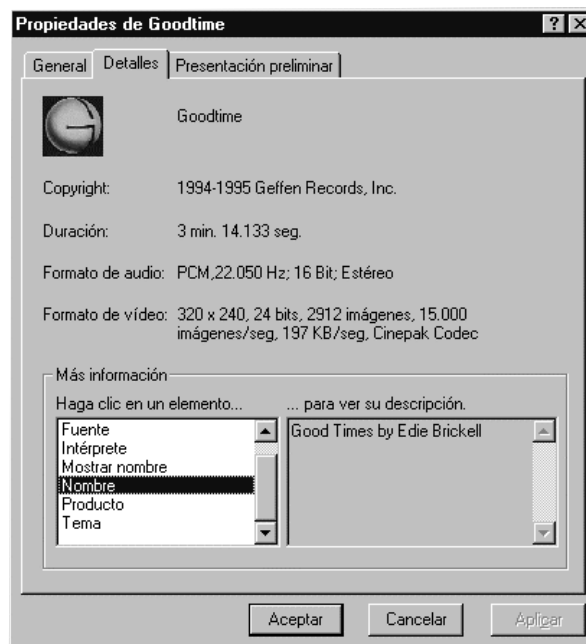 Propiedades de Goodtime
General Detalles Presentación preliminar
Goodtime
Copyright: 1994-1995 Geffen Records, Inc.
Duración: 3 min. 14.133 seg.
Formato de audio: PCM,22.050 Hz; 16 Bit; Estéreo
Formato de vídeo: 320 x 240, 24 bits, 2912 imágenes, 15.000
imágenes/seg, 197 KB/seg, Cinepak Codec
Más información
Haga clic en un elemento... ... para ver su descripción.
Fuente
Intérprete
Mostrar nombre
Nombre
Producto
Tema
Good Times by Edie Brickell
Aceptar Cancelar Aplicar